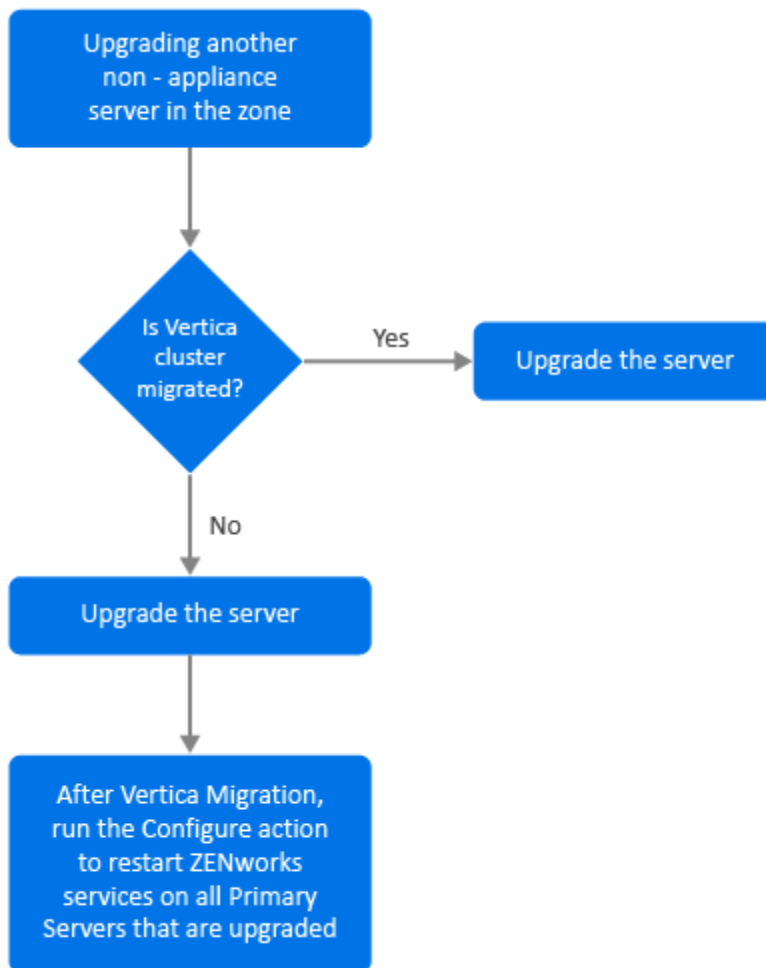 Upgrading another
non - appliance
server in the zone
Is Vertica
cluster
migrated?
Yes
Upgrade the server
No
Upgrade the server
After Vertica Migration,
run the Configure action
to restart ZENworks
services on all Primary
Servers that are upgraded